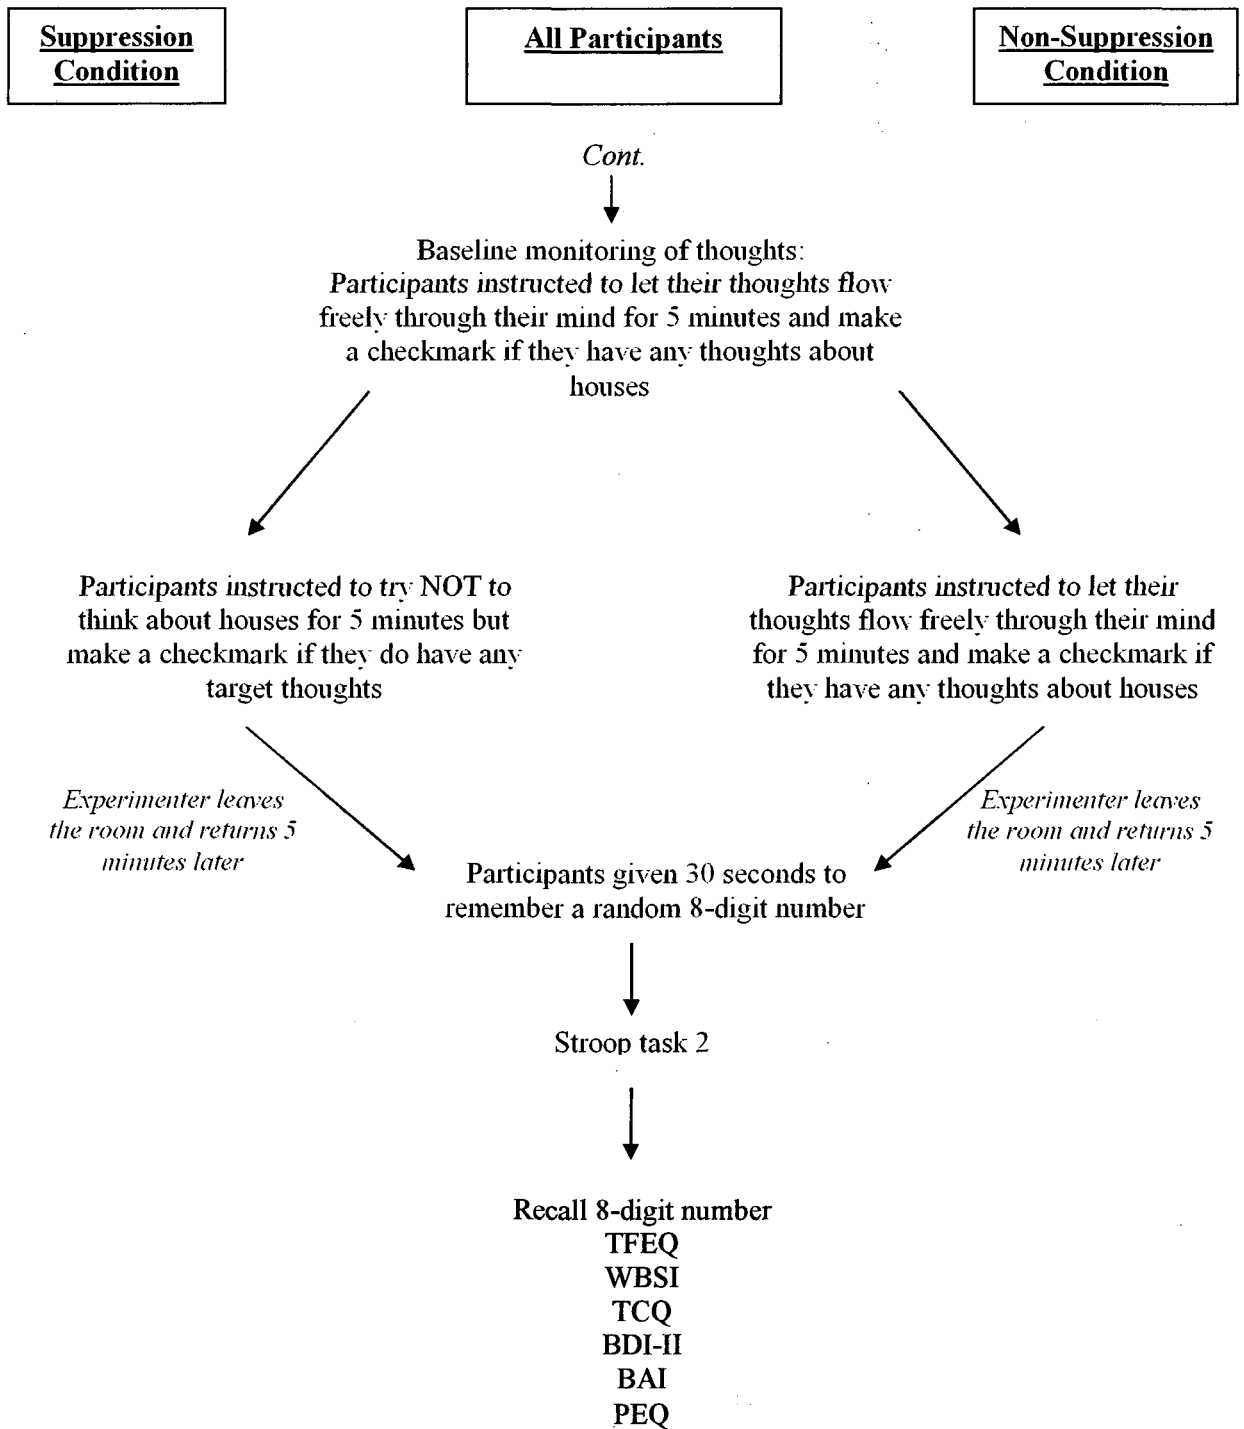 Suppression
Condition
All Participants
Non-Suppression
Condition
Cont.
Baseline monitoring of thoughts:
Participants instructed to let their thoughts flow
freely through their mind for 5 minutes and make
a checkmark if they have any thoughts about
houses
Participants instructed to try NOT to
think about houses for 5 minutes but
make a checkmark if they do have any
target thoughts
Participants instructed to let their
thoughts flow freely through their mind
for 5 minutes and make a checkmark if
they have any thoughts about houses
Experimenter leaves
the room and returns 5
minutes later
Experimenter leaves
the room and returns 5
minutes later
Participants given 30 seconds to
remember a random 8-digit number
Stroop task 2
Recall 8-digit number
TFEQ
WBSI
TCQ
BDI-II
BAI
PEQ